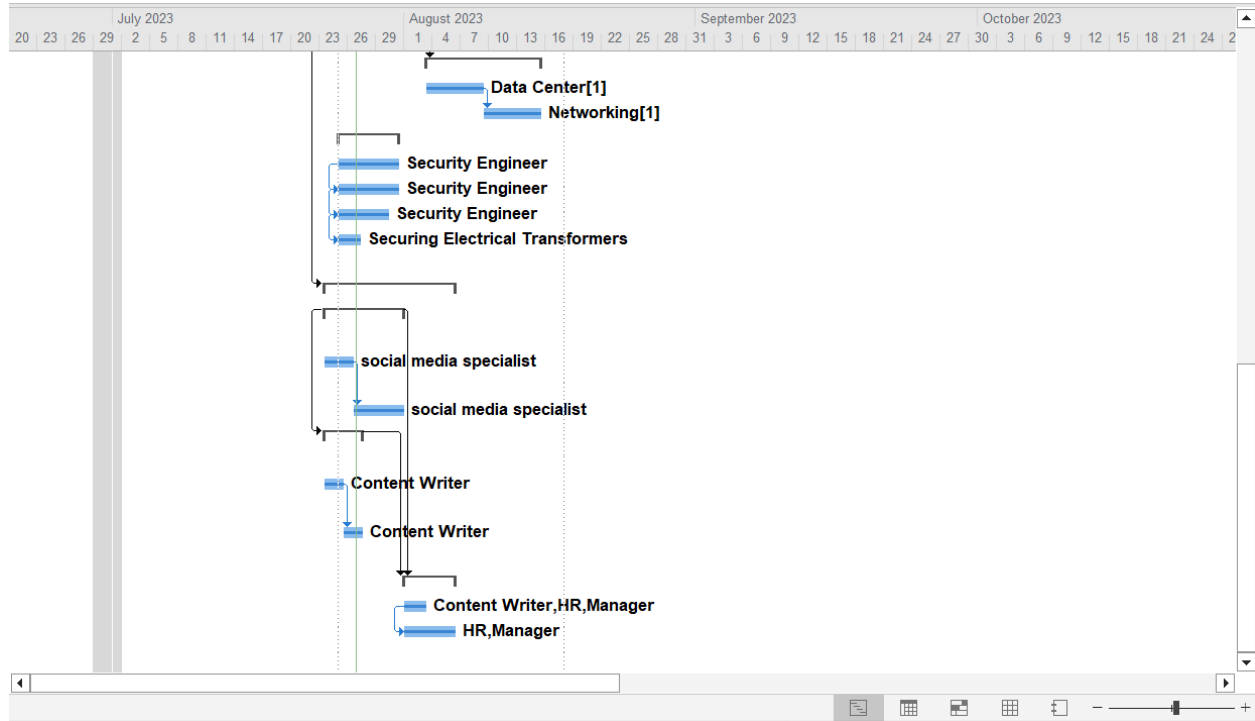 July 2023 August 2023 September 2023 October 2023
20 23 26 29 2 5 8 11 14 17 20 23 26 29 1 4 7 10 13 16 19 22 25 28 31 3 6 9 12 15 18 21 24 27 30 3 6 9 12 15 18 21 24 2
Data Center[1]
Networking[1]
Security Engineer
Security Engineer
Security Engineer
Securing Electrical Transformers
social media specialist
social media specialist
Content Writer
Content Writer
Content Writer,HR,Manager
HR,Manager